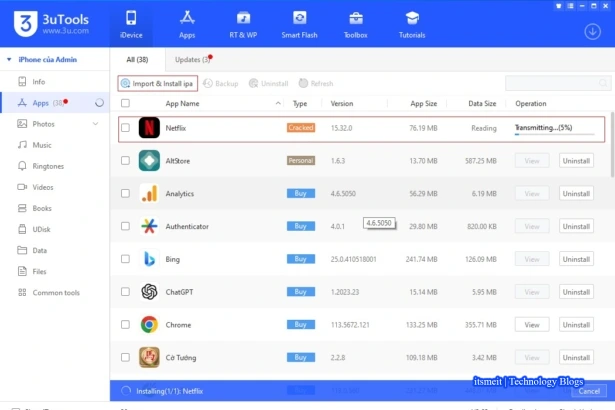 3uTools
www.3u.com
iDevice
Apps
RT & WP
Smart Flash
Toolbox
Tutorials
iPhone của Admin
All (38)
Updates (3)
Info
Import & Install ipa
Backup
Uninstall
Refresh
Apps (38)
App Name
Type
Version
App Size
Data Size
Operation
Photos
Netflix Cracked 15.32.0 76.19 MB Reading Transmitting...(5%)
Music
Ringtones
AltStore Personal 1.6.3 13.70 MB 587.25 MB View Uninstall
Videos
Analytics Buy 4.6.5050 56.29 MB 6.19 MB View Uninstall
Books
UDisk
Authenticator Buy 4.0.1 4.6.5050 29.80 MB 820.00 KB View Uninstall
Data
Bing Buy 25.0.410518001 241.74 MB 126.09 MB View Uninstall
Files
Common tools
ChatGPT Buy 1.2023.23 15.14 MB 5.95 MB View Uninstall
Chrome Buy 113.5672.121 133.25 MB 355.71 MB View Uninstall
Cờ Tướng Buy 2.2.8 109.18 MB 3.42 MB View Uninstall
itsmeit | Technology Blogs
Installing(1/1): Netflix
Cancel